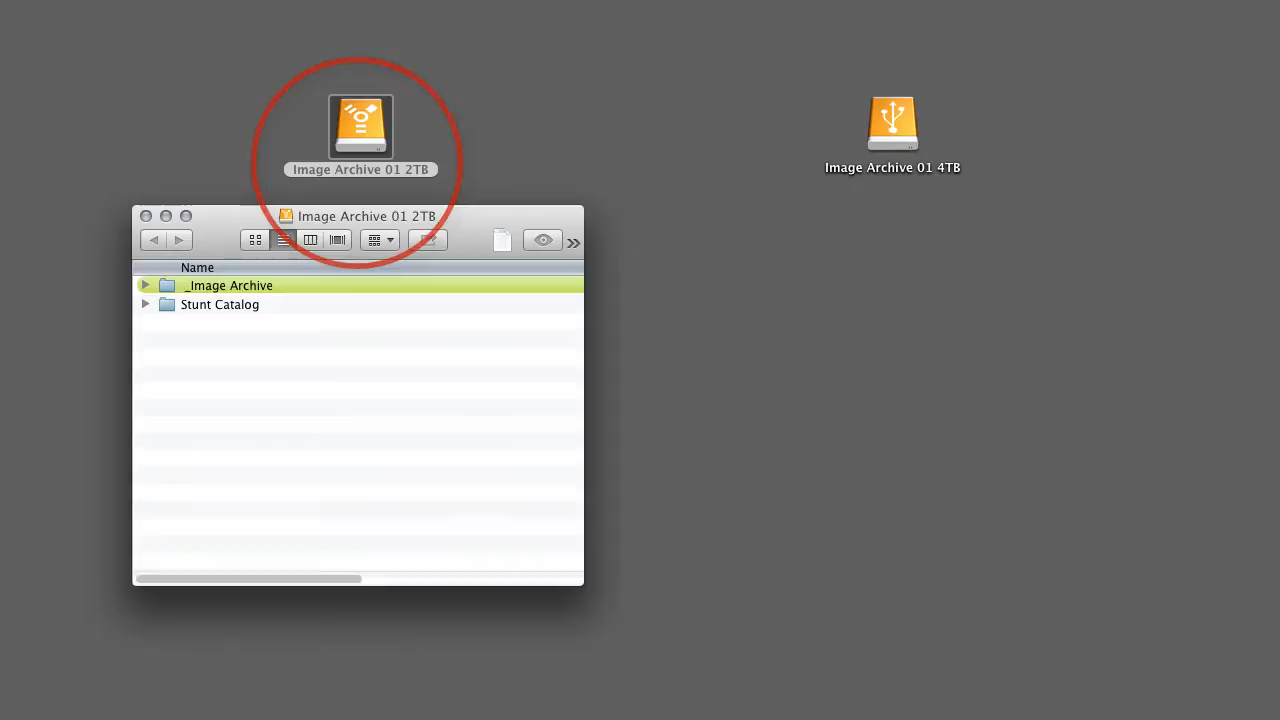 Image Archive 01 2TB
Image Archive 01 4TB
Image Archive 01 2TB
Name
_Image Archive
Stunt Catalog